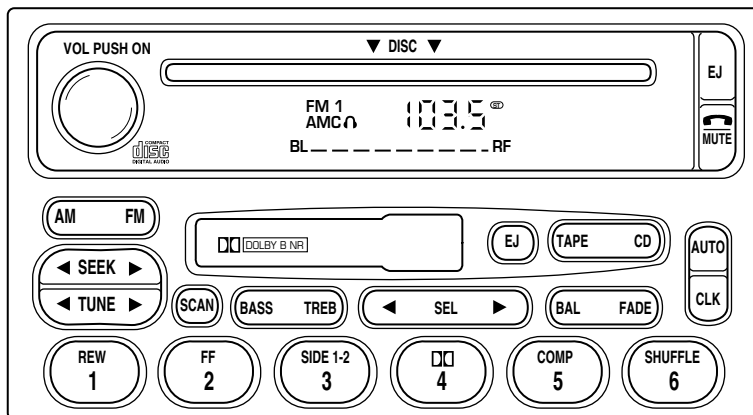 VOL PUSH ON
▼ DISC ▼
EJ
FM 1
AMC
103.5
ST
MUTE
BL RF
COMPACT
disc
DIGITAL AUDIO
AM FM
DOLBY B NR
EJ
TAPE CD
AUTO
◀ SEEK ▶
◀ TUNE ▶
SCAN
BASS TREB
◀ SEL ▶
BAL FADE
CLK
REW
1
FF
2
SIDE 1-2
3
4
COMP
5
SHUFFLE
6